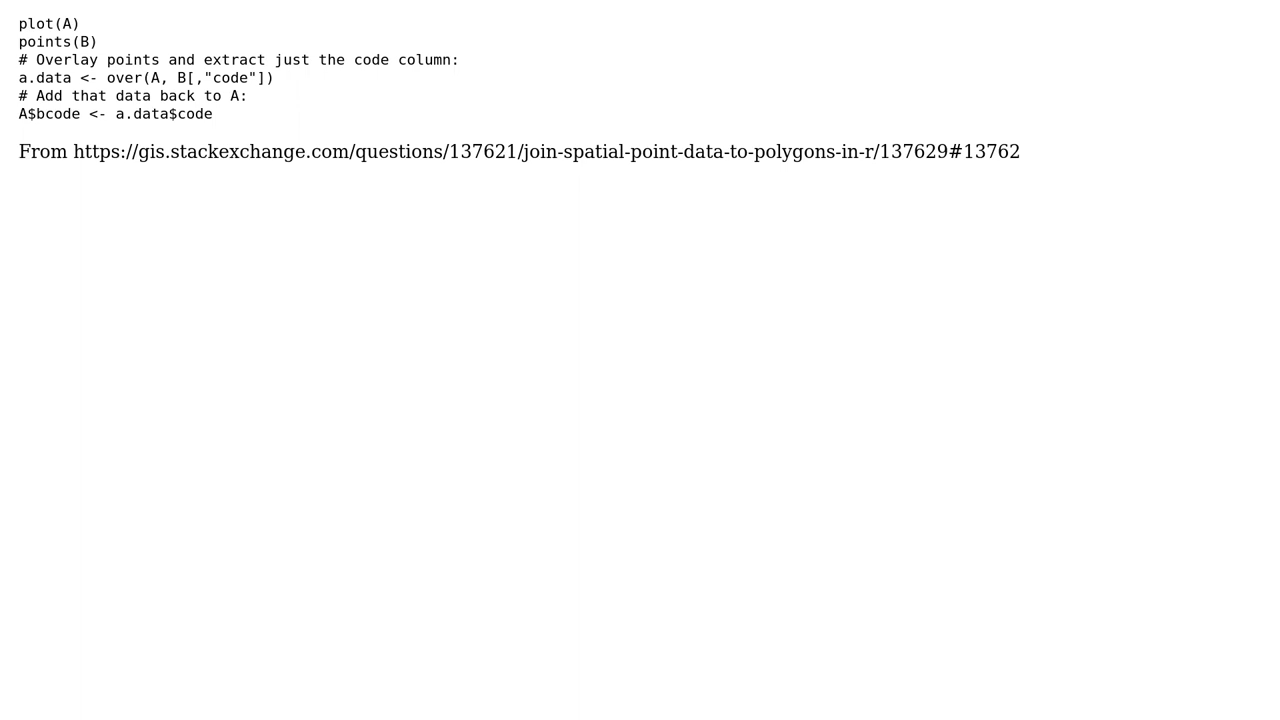 plot(A)
points(B)
# Overlay points and extract just the code column:
a.data <- over(A, B[,"code"])
# Add that data back to A:
A$bcode <- a.data$code
From https://gis.stackexchange.com/questions/137621/join-spatial-point-data-to-polygons-in-r/137629#13762